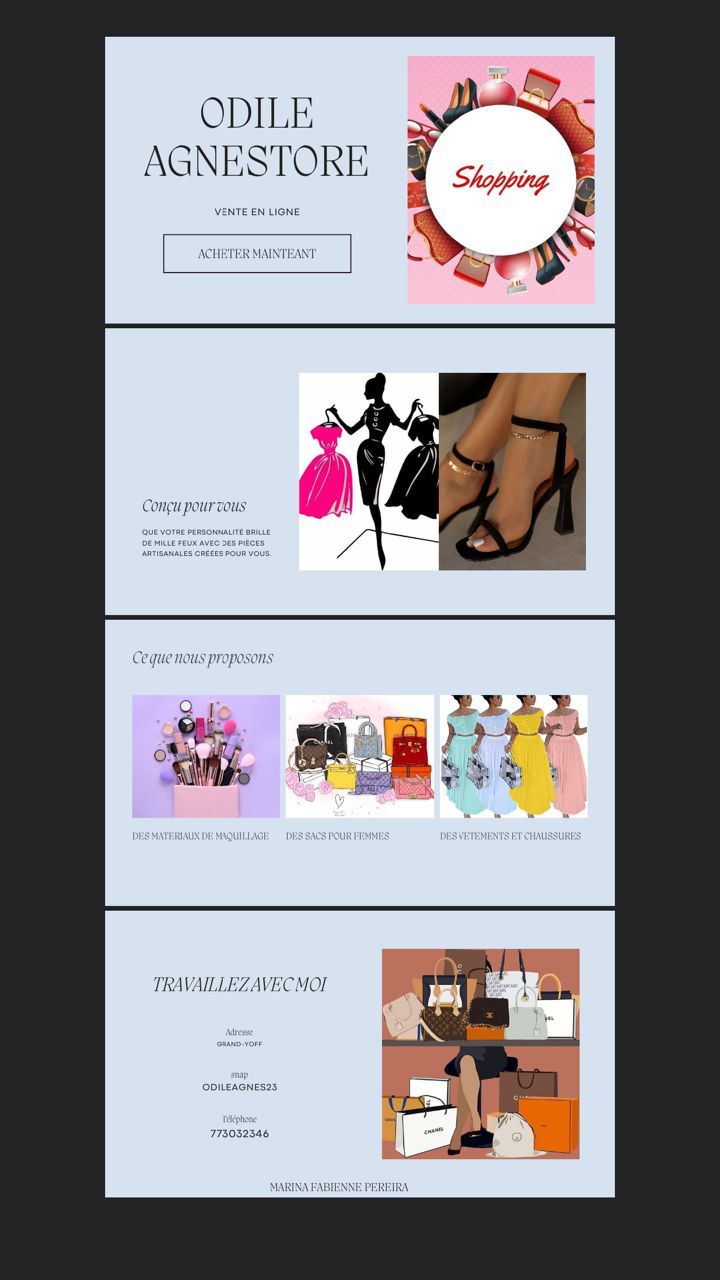 ODILE
AGNESTORE
VENTE EN LIGNE
ACHETER MAINTEANT
Shopping
Conçu pour vous
QUE VOTRE PERSONNALITÉ BRILLE
DE MILLE FEUX AVEC DES PIÈCES
ARTISANALES CRÉÉES POUR VOUS.
Ce que nous proposons
CHANEL
DES MATERIAUX DE MAQUILLAGE
DES SACS POUR FEMMES
DES VETEMENTS ET CHAUSSURES
TRAVAILLEZ AVEC MOI
Adresse
GRAND-YOFF
snap
ODILEAGNES23
Téléphone
773032346
CHANEL
MARINA FABIENNE PEREIRA